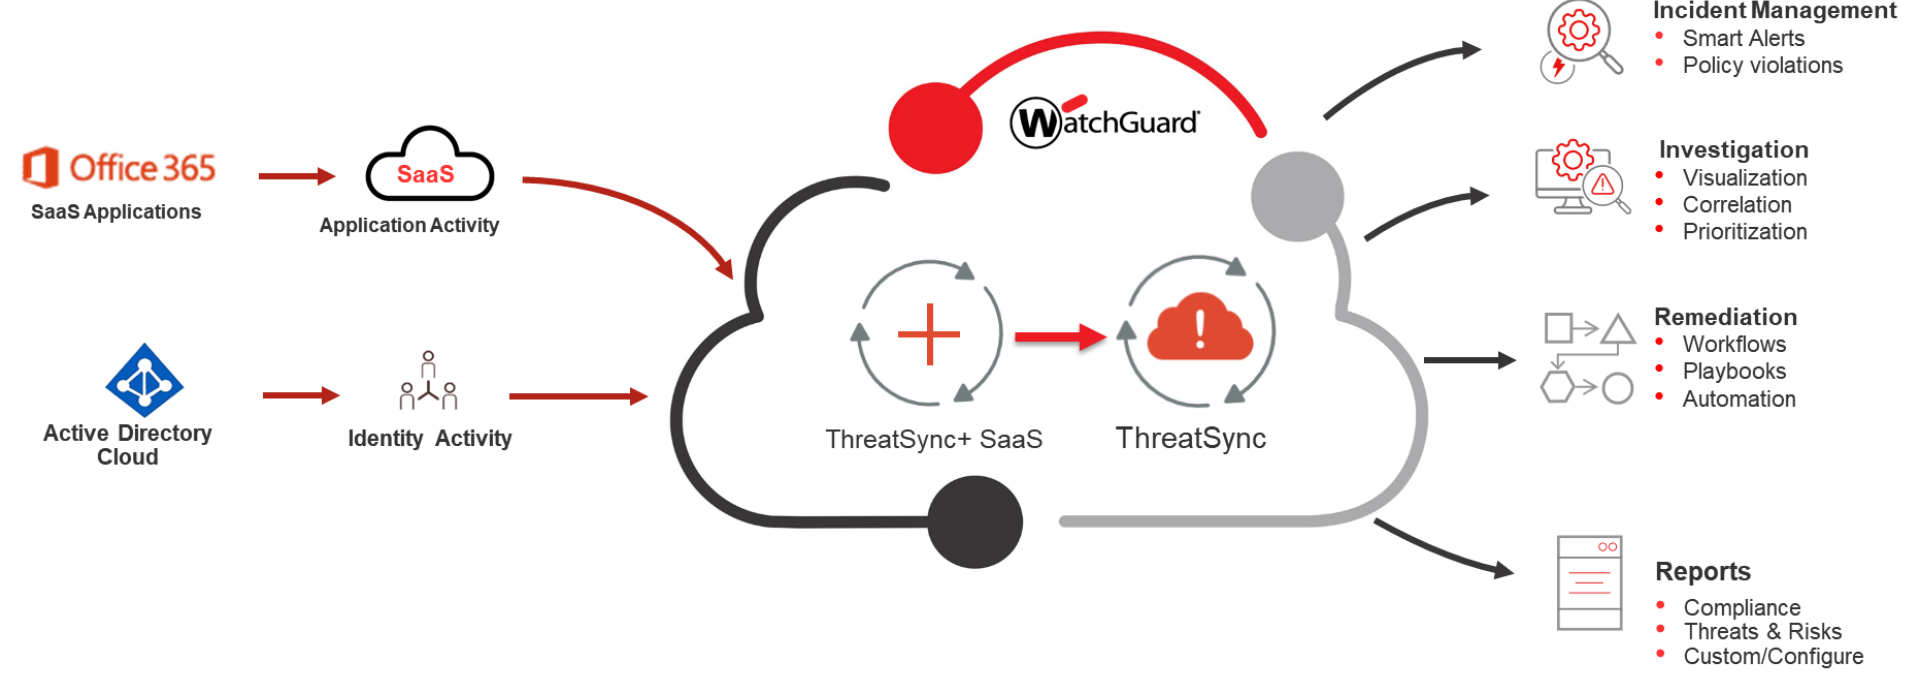 Office 365
SaaS Applications
SaaS
Application Activity
Active Directory
Cloud
Identity Activity
WatchGuard
ThreatSync+ SaaS
ThreatSync
Incident Management
• Smart Alerts
• Policy violations
Investigation
• Visualization
• Correlation
• Prioritization
Remediation
• Workflows
• Playbooks
• Automation
Reports
• Compliance
• Threats & Risks
• Custom/Configure